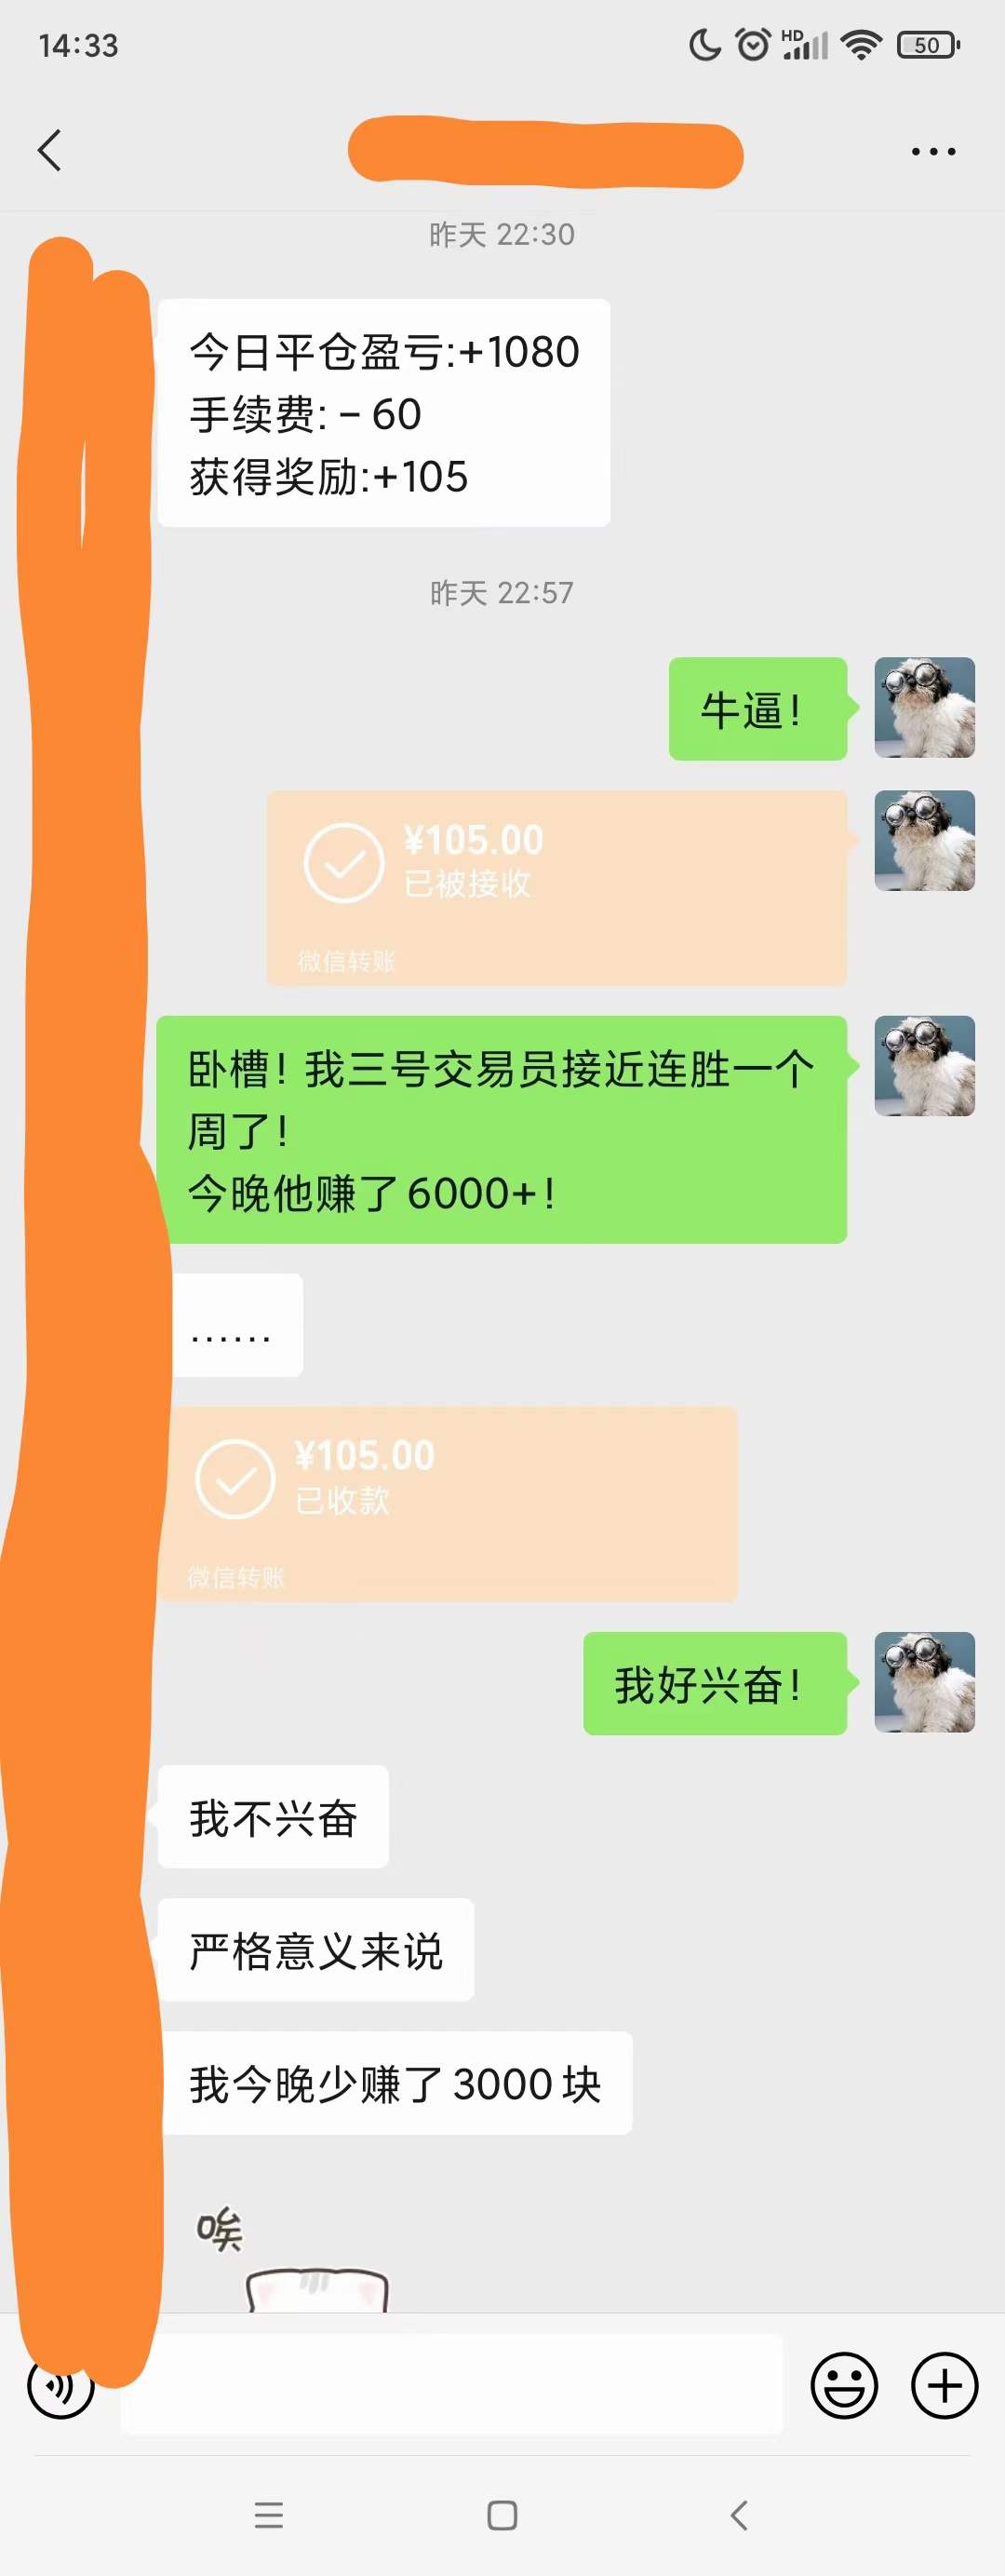 14:33
HD
50
昨天 22:30
今日平仓盈亏:+1080
手续费: – 60
获得奖励:+105
昨天 22:57
牛逼！
¥105.00
已被接收
微信转账
卧槽！我三号交易员接近连胜一个
周了！
今晚他赚了6000+！
......
¥105.00
已收款
微信转账
我好兴奋！
我不兴奋
严格意义来说
我今晚少赚了3000块
唉